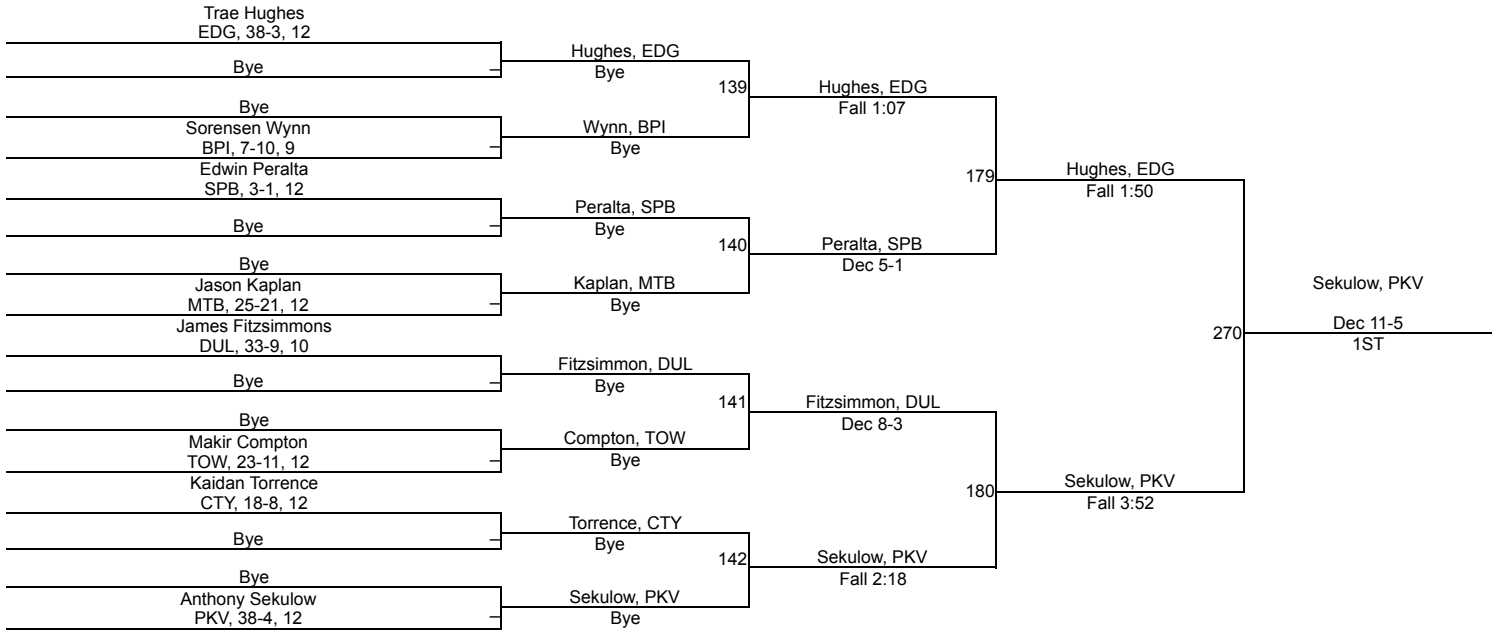 Trae Hughes
EDG, 38-3, 12
Bye
Bye
Sorensen Wynn
BPI, 7-10, 9
Edwin Peralta
SPB, 3-1, 12
Bye
Bye
Jason Kaplan
MTB, 25-21, 12
James Fitzsimmons
DUL, 33-9, 10
Bye
Bye
Makir Compton
TOW, 23-11, 12
Kaidan Torrence
CTY, 18-8, 12
Bye
Bye
Anthony Sekulow
PKV, 38-4, 12
Hughes, EDG
Bye
139
Wynn, BPI
Bye
Peralta, SPB
Bye
140
Kaplan, MTB
Bye
Fitzsimmon, DUL
Bye
141
Compton, TOW
Bye
Torrence, CTY
Bye
142
Sekulow, PKV
Bye
Hughes, EDG
Fall 1:07
179
Peralta, SPB
Dec 5-1
Fitzsimmon, DUL
Dec 8-3
180
Sekulow, PKV
Fall 2:18
Hughes, EDG
Fall 1:50
270
Sekulow, PKV
Fall 3:52
Sekulow, PKV
Dec 11-5
1ST